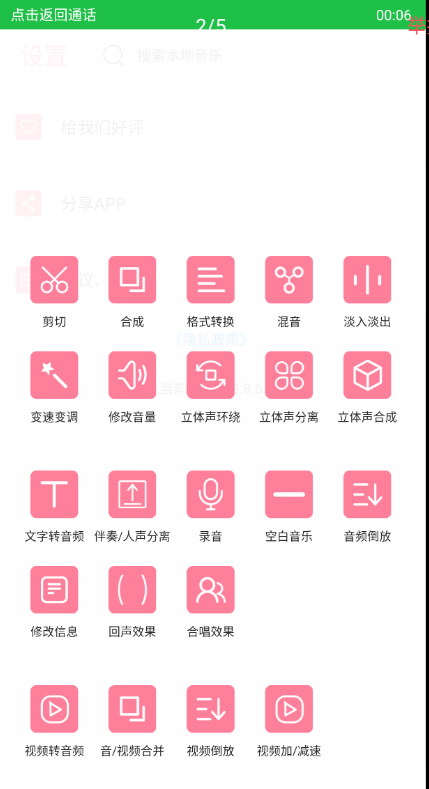 点击返回通话 00:06
2/5
设置 搜索本地音乐
给我们好评
分享APP
《隐私政策》
剪切 合成 格式转换 混音 淡入淡出
变速变调 修改音量 立体声环绕 立体声分离 立体声合成
文字转音频 伴奏/人声分离 录音 空白音乐 音频倒放
修改信息 回声效果 合唱效果
视频转音频 音/视频合并 视频倒放 视频加/减速